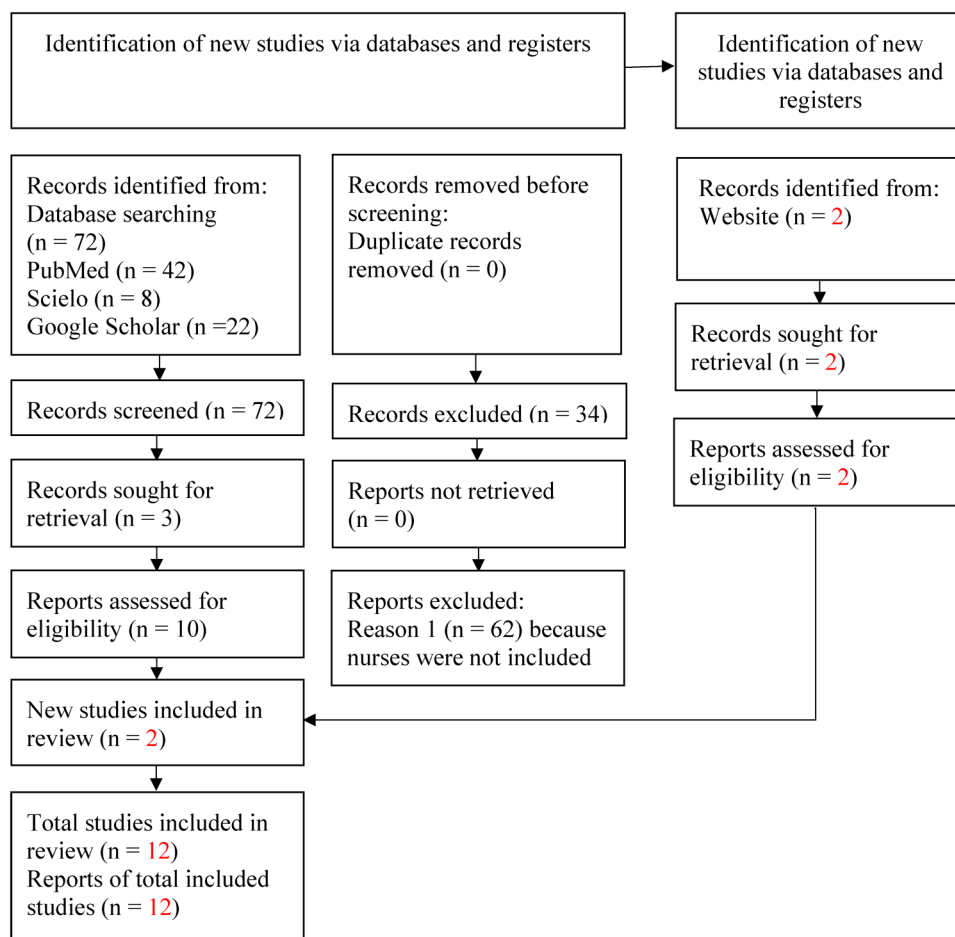 Identification of new studies via databases and registers
Identification of new
studies via databases and
registers
Records identified from:
Database searching
(n = 72)
PubMed (n = 42)
Scielo (n = 8)
Google Scholar (n =22)
Records removed before
screening:
Duplicate records
removed (n = 0)
Records identified from:
Website (n = 2)
Records screened (n = 72)
Records excluded (n = 34)
Records sought for
retrieval (n = 2)
Records sought for
retrieval (n = 3)
Reports not retrieved
(n = 0)
Reports assessed for
eligibility (n = 2)
Reports assessed for
eligibility (n = 10)
Reports excluded:
Reason 1 (n = 62) because
nurses were not included
New studies included in
review (n = 2)
Total studies included in
review (n = 12)
Reports of total included
studies (n = 12)